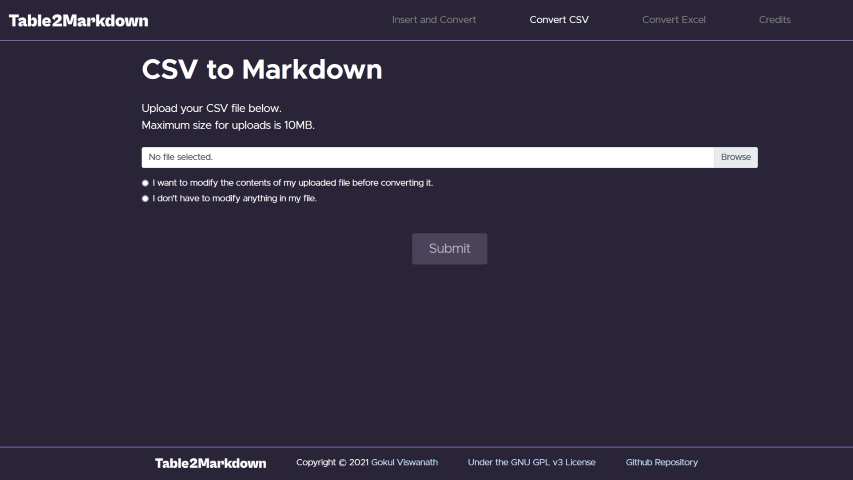 Table2Markdown
Insert and Convert
Convert CSV
Convert Excel
Credits
CSV to Markdown
Upload your CSV file below.
Maximum size for uploads is 10MB.
No file selected.
Browse
I want to modify the contents of my uploaded file before converting it.
I don't have to modify anything in my file.
Submit
Table2Markdown
Copyright © 2021 Gokul Viswanath
Under the GNU GPL v3 License
Github Repository